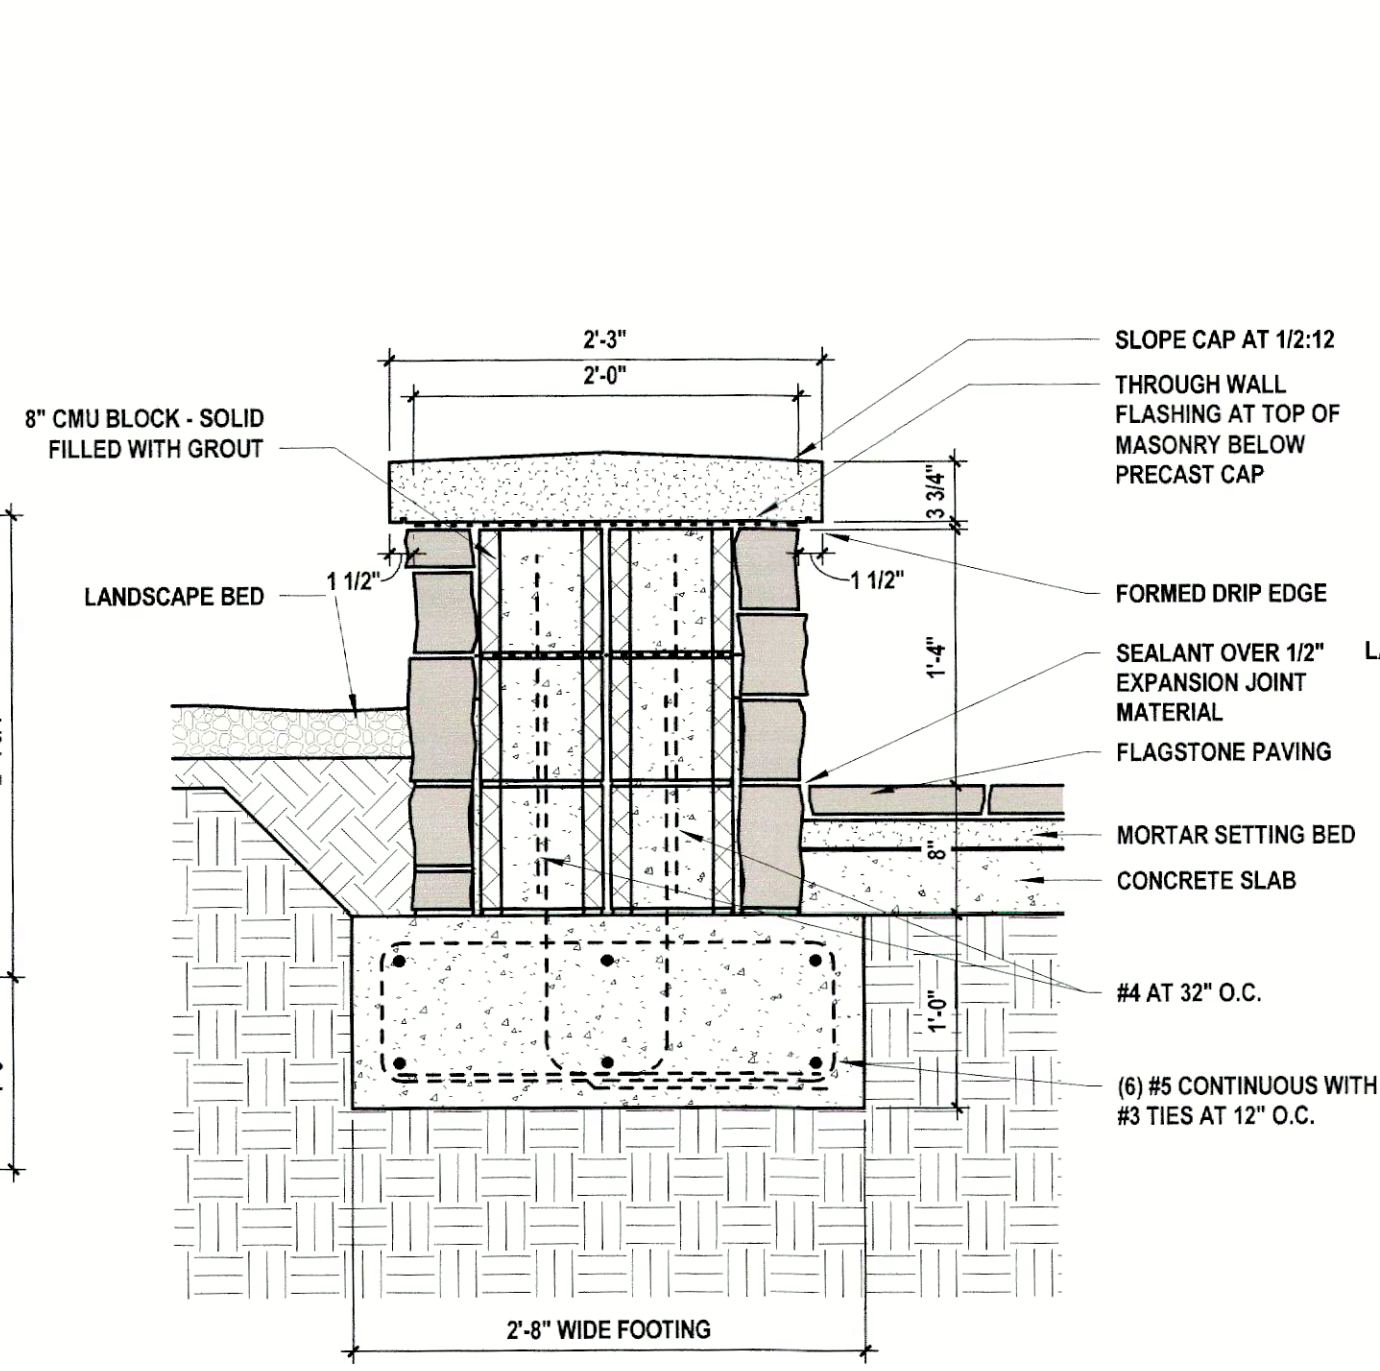 2'-3"
2'-0"
8" CMU BLOCK - SOLID
FILLED WITH GROUT
LANDSCAPE BED
1 1/2"
1 1/2"
3 3/4"
1'-4"
8"
1'-0"
SLOPE CAP AT 1/2:12
THROUGH WALL
FLASHING AT TOP OF
MASONRY BELOW
PRECAST CAP
FORMED DRIP EDGE
SEALANT OVER 1/2"
EXPANSION JOINT
MATERIAL
FLAGSTONE PAVING
MORTAR SETTING BED
CONCRETE SLAB
#4 AT 32" O.C.
(6) #5 CONTINUOUS WITH
#3 TIES AT 12" O.C.
2'-8" WIDE FOOTING